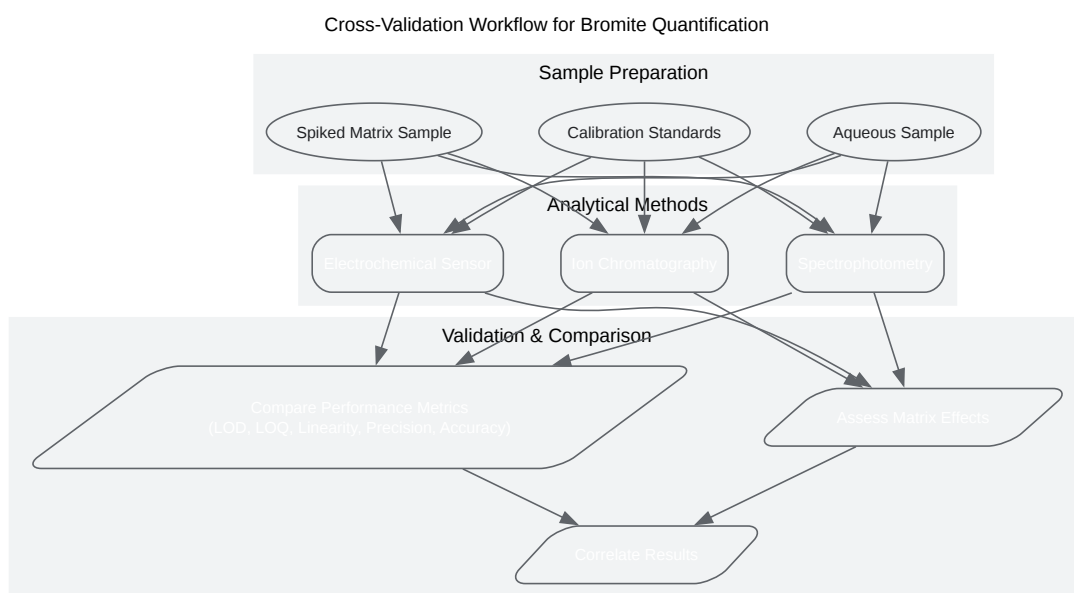 Cross-Validation Workflow for Bromite Quantification
Sample Preparation
Spiked Matrix Sample
Calibration Standards
Aqueous Sample
Analytical Methods
Electrochemical Sensor
Ion Chromatography
Spectrophotometry
Validation & Comparison
Compare Performance Metrics
(LOD, LOQ, Linearity, Precision, Accuracy)
Assess Matrix Effects
Correlate Results